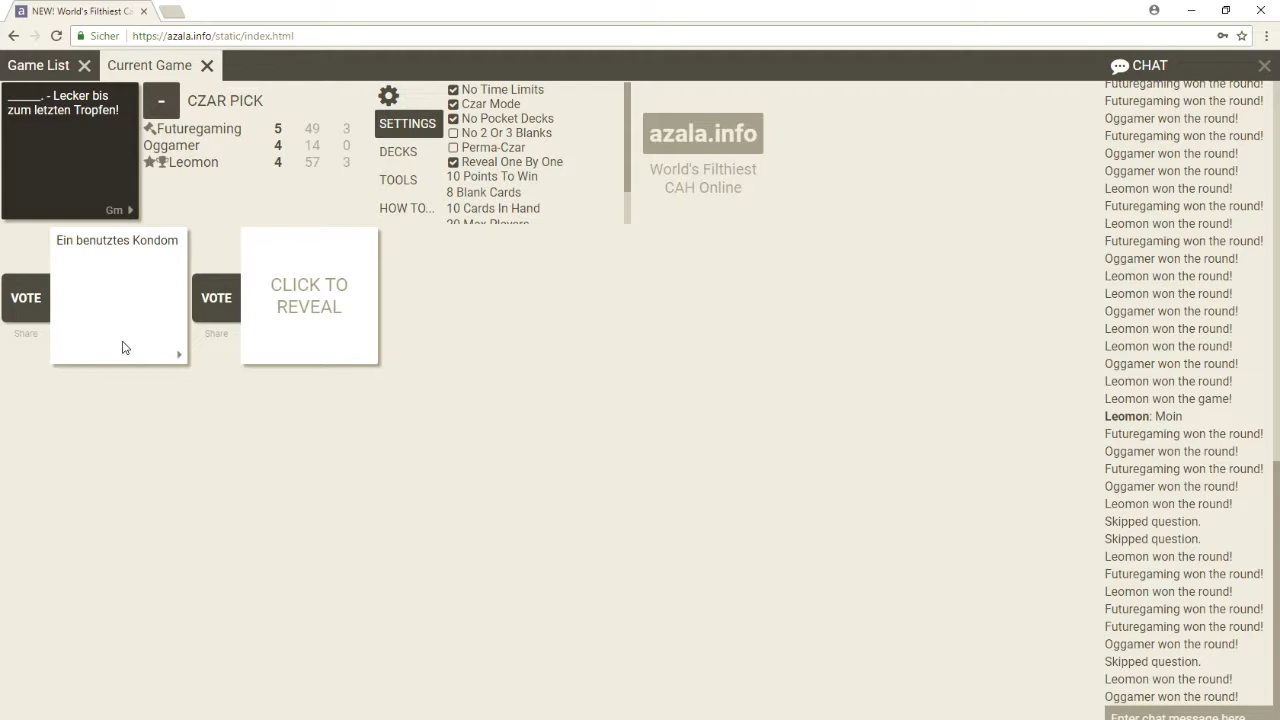 NEW! World's Filthiest C
Sicher
https://azala.info/static/index.html
Game List
Current Game
CHAT
_____. - Lecker bis
zum letzten Tropfen!
Gm
-
CZAR PICK
Futuregaming 5 49 3
Oggamer 4 14 0
Leomon 4 57 3
SETTINGS
DECKS
TOOLS
HOW TO...
No Time Limits
Czar Mode
No Pocket Decks
No 2 Or 3 Blanks
Perma-Czar
Reveal One By One
10 Points To Win
8 Blank Cards
10 Cards In Hand
20 Max Players
azala.info
World's Filthiest
CAH Online
VOTE
Share
Ein benutztes Kondom
VOTE
Share
CLICK TO
REVEAL
Futuregaming won the round!
Futuregaming won the round!
Oggamer won the round!
Futuregaming won the round!
Oggamer won the round!
Oggamer won the round!
Leomon won the round!
Futuregaming won the round!
Leomon won the round!
Futuregaming won the round!
Oggamer won the round!
Leomon won the round!
Leomon won the round!
Oggamer won the round!
Leomon won the round!
Leomon won the round!
Oggamer won the round!
Leomon won the round!
Leomon won the game!
Leomon: Moin
Futuregaming won the round!
Oggamer won the round!
Futuregaming won the round!
Oggamer won the round!
Leomon won the round!
Skipped question.
Skipped question.
Leomon won the round!
Futuregaming won the round!
Leomon won the round!
Futuregaming won the round!
Futuregaming won the round!
Oggamer won the round!
Skipped question.
Leomon won the round!
Oggamer won the round!
Enter chat message here